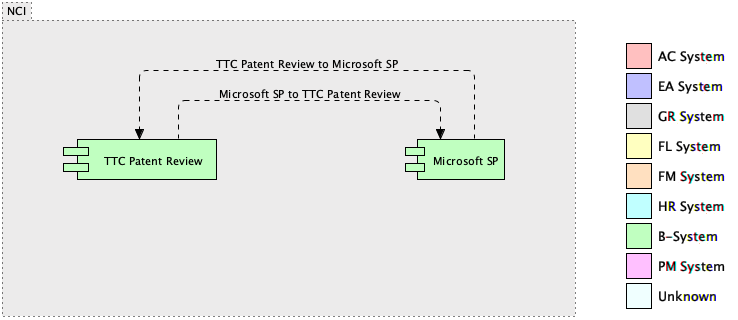 NCI
TTC Patent Review to Microsoft SP
Microsoft SP to TTC Patent Review
TTC Patent Review
Microsoft SP
AC System
EA System
GR System
FL System
FM System
HR System
B-System
PM System
Unknown